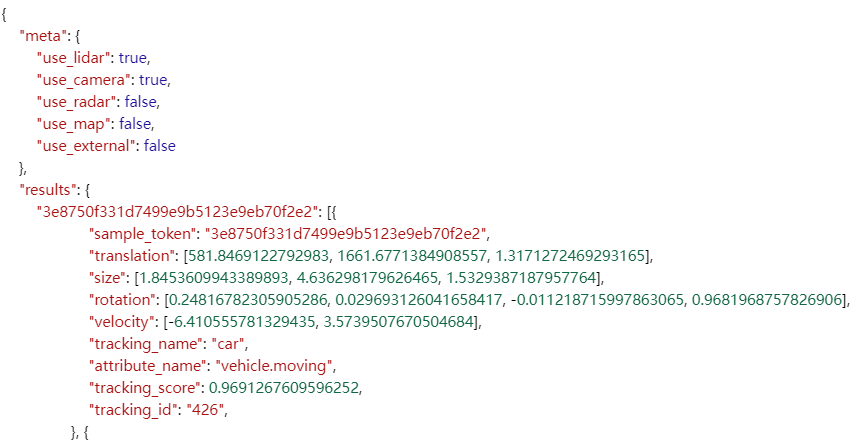 {
"meta": {
"use_lidar": true,
"use_camera": true,
"use_radar": false,
"use_map": false,
"use_external": false
},
"results": {
"3e8750f331d7499e9b5123e9eb70f2e2": [{
"sample_token": "3e8750f331d7499e9b5123e9eb70f2e2",
"translation": [581.8469122792983, 1661.6771384908557, 1.3171272469293165],
"size": [1.8453609943389893, 4.636298179626465, 1.5329387187957764],
"rotation": [0.24816782305905286, 0.029693126041658417, -0.011218715997863065, 0.9681968757826906],
"velocity": [-6.410555781329435, 3.5739507670504684],
"tracking_name": "car",
"attribute_name": "vehicle.moving",
"tracking_score": 0.9691267609596252,
"tracking_id": "426",
}, {